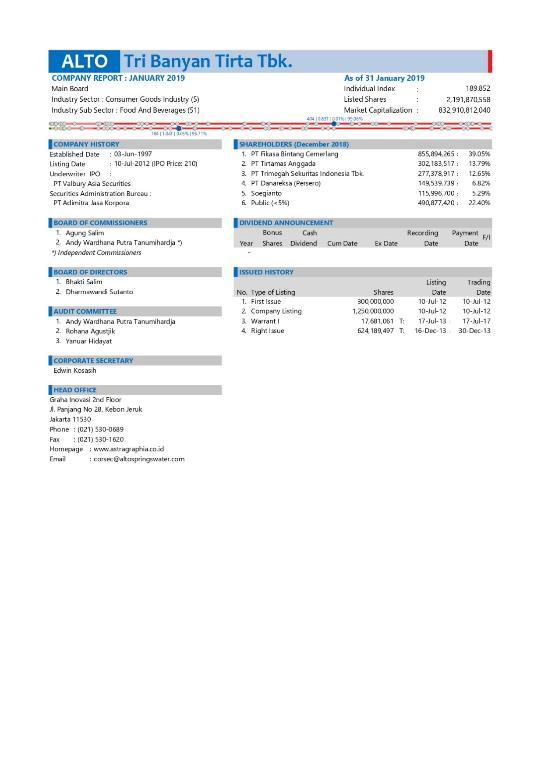 ALTO Tri Banyan Tirta Tbk.
COMPANY REPORT : JANUARY 2019 As of 31 January 2019
Main Board Individual Index : 189.852
Industry Sector : Consumer Goods Industry (5) Listed Shares : 2,191,870,558
Industry Sub Sector : Food And Beverages (51) Market Capitalization : 832,910,812,040
COMPANY HISTORY
Established Date : 03-Jun-1997
Listing Date : 10-Jul-2012 (IPO Price: 210)
Underwriter IPO :
PT Valbury Asia Securities
Securities Administration Bureau :
PT Adimitra Jasa Korpora
SHAREHOLDERS (December 2018)
1. PT Fikasa Bintang Cemerlang 855,894,265 : 39.05%
2. PT Tirtamas Anggada 302,183,517 : 13.79%
3. PT Trimegah Sekuritas Indonesia Tbk. 277,378,917 : 12.65%
4. PT Danareksa (Persero) 149,539,739 : 6.82%
5. Soegianto 115,996,700 : 5.29%
6. Public (<5%) 490,877,420 : 22.40%
BOARD OF COMMISSIONERS
1. Agung Salim
2. Andy Wardhana Putra Tanumihardja *)
*) Independent Commissioners
DIVIDEND ANNOUNCEMENT
Bonus Cash Recording Payment F/I
Year Shares Dividend Cum Date Ex Date Date Date
-
BOARD OF DIRECTORS
1. Bhakti Salim
2. Dharmawandi Sutanto
ISSUED HISTORY
Listing Trading
No. Type of Listing Shares Date Date
1. First Issue 300,000,000 10-Jul-12 10-Jul-12
2. Company Listing 1,250,000,000 10-Jul-12 10-Jul-12
3. Warrant I 17,681,061 T: 17-Jul-13 : 17-Jul-17
4. Right Issue 624,189,497 T: 16-Dec-13 : 30-Dec-13
AUDIT COMMITTEE
1. Andy Wardhana Putra Tanumihardja
2. Rohana Agustjik
3. Yanuar Hidayat
CORPORATE SECRETARY
Edwin Kosasih
HEAD OFFICE
Graha Inovasi 2nd Floor
Jl. Panjang No 28, Kebon Jeruk
Jakarta 11530
Phone : (021) 530-0689
Fax : (021) 530-1620
Homepage : www.astragraphia.co.id
Email : corsec@altospringswater.com